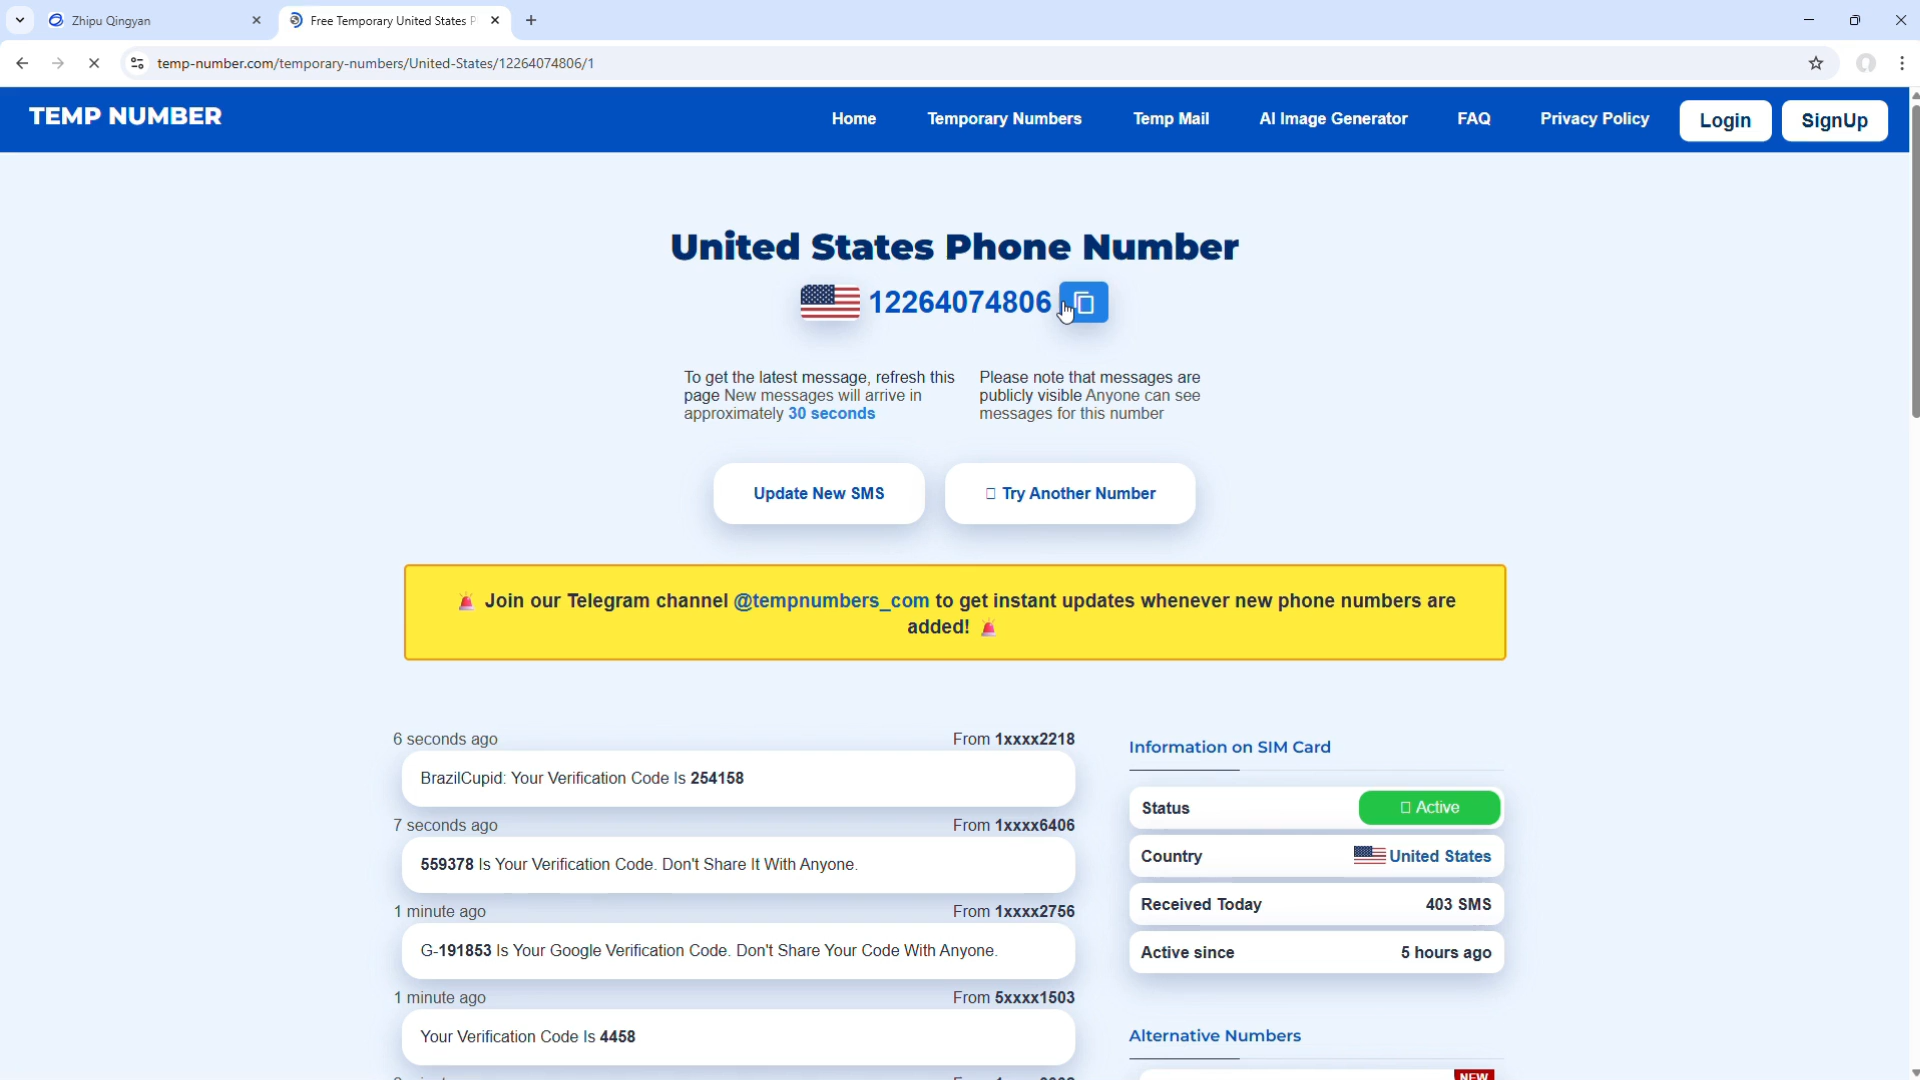 Zhipu Qingyan
Free Temporary United States P
temp-number.com/temporary-numbers/United-States/12264074806/1
TEMP NUMBER
Home
Temporary Numbers
Temp Mail
AI Image Generator
FAQ
Privacy Policy
Login
SignUp
United States Phone Number
12264074806
To get the latest message, refresh this
page New messages will arrive in
approximately 30 seconds
Please note that messages are
publicly visible Anyone can see
messages for this number
Update New SMS
Try Another Number
Join our Telegram channel @tempnumbers_com to get instant updates whenever new phone numbers are
added!
6 seconds ago
From 1xxxx2218
BrazilCupid: Your Verification Code Is 254158
7 seconds ago
From 1xxxx6406
559378 Is Your Verification Code. Don't Share It With Anyone.
1 minute ago
From 1xxxx2756
G-191853 Is Your Google Verification Code. Don't Share Your Code With Anyone.
1 minute ago
From 5xxxx1503
Your Verification Code Is 4458
Information on SIM Card
Status
Active
Country
United States
Received Today
403 SMS
Active since
5 hours ago
Alternative Numbers
NEW